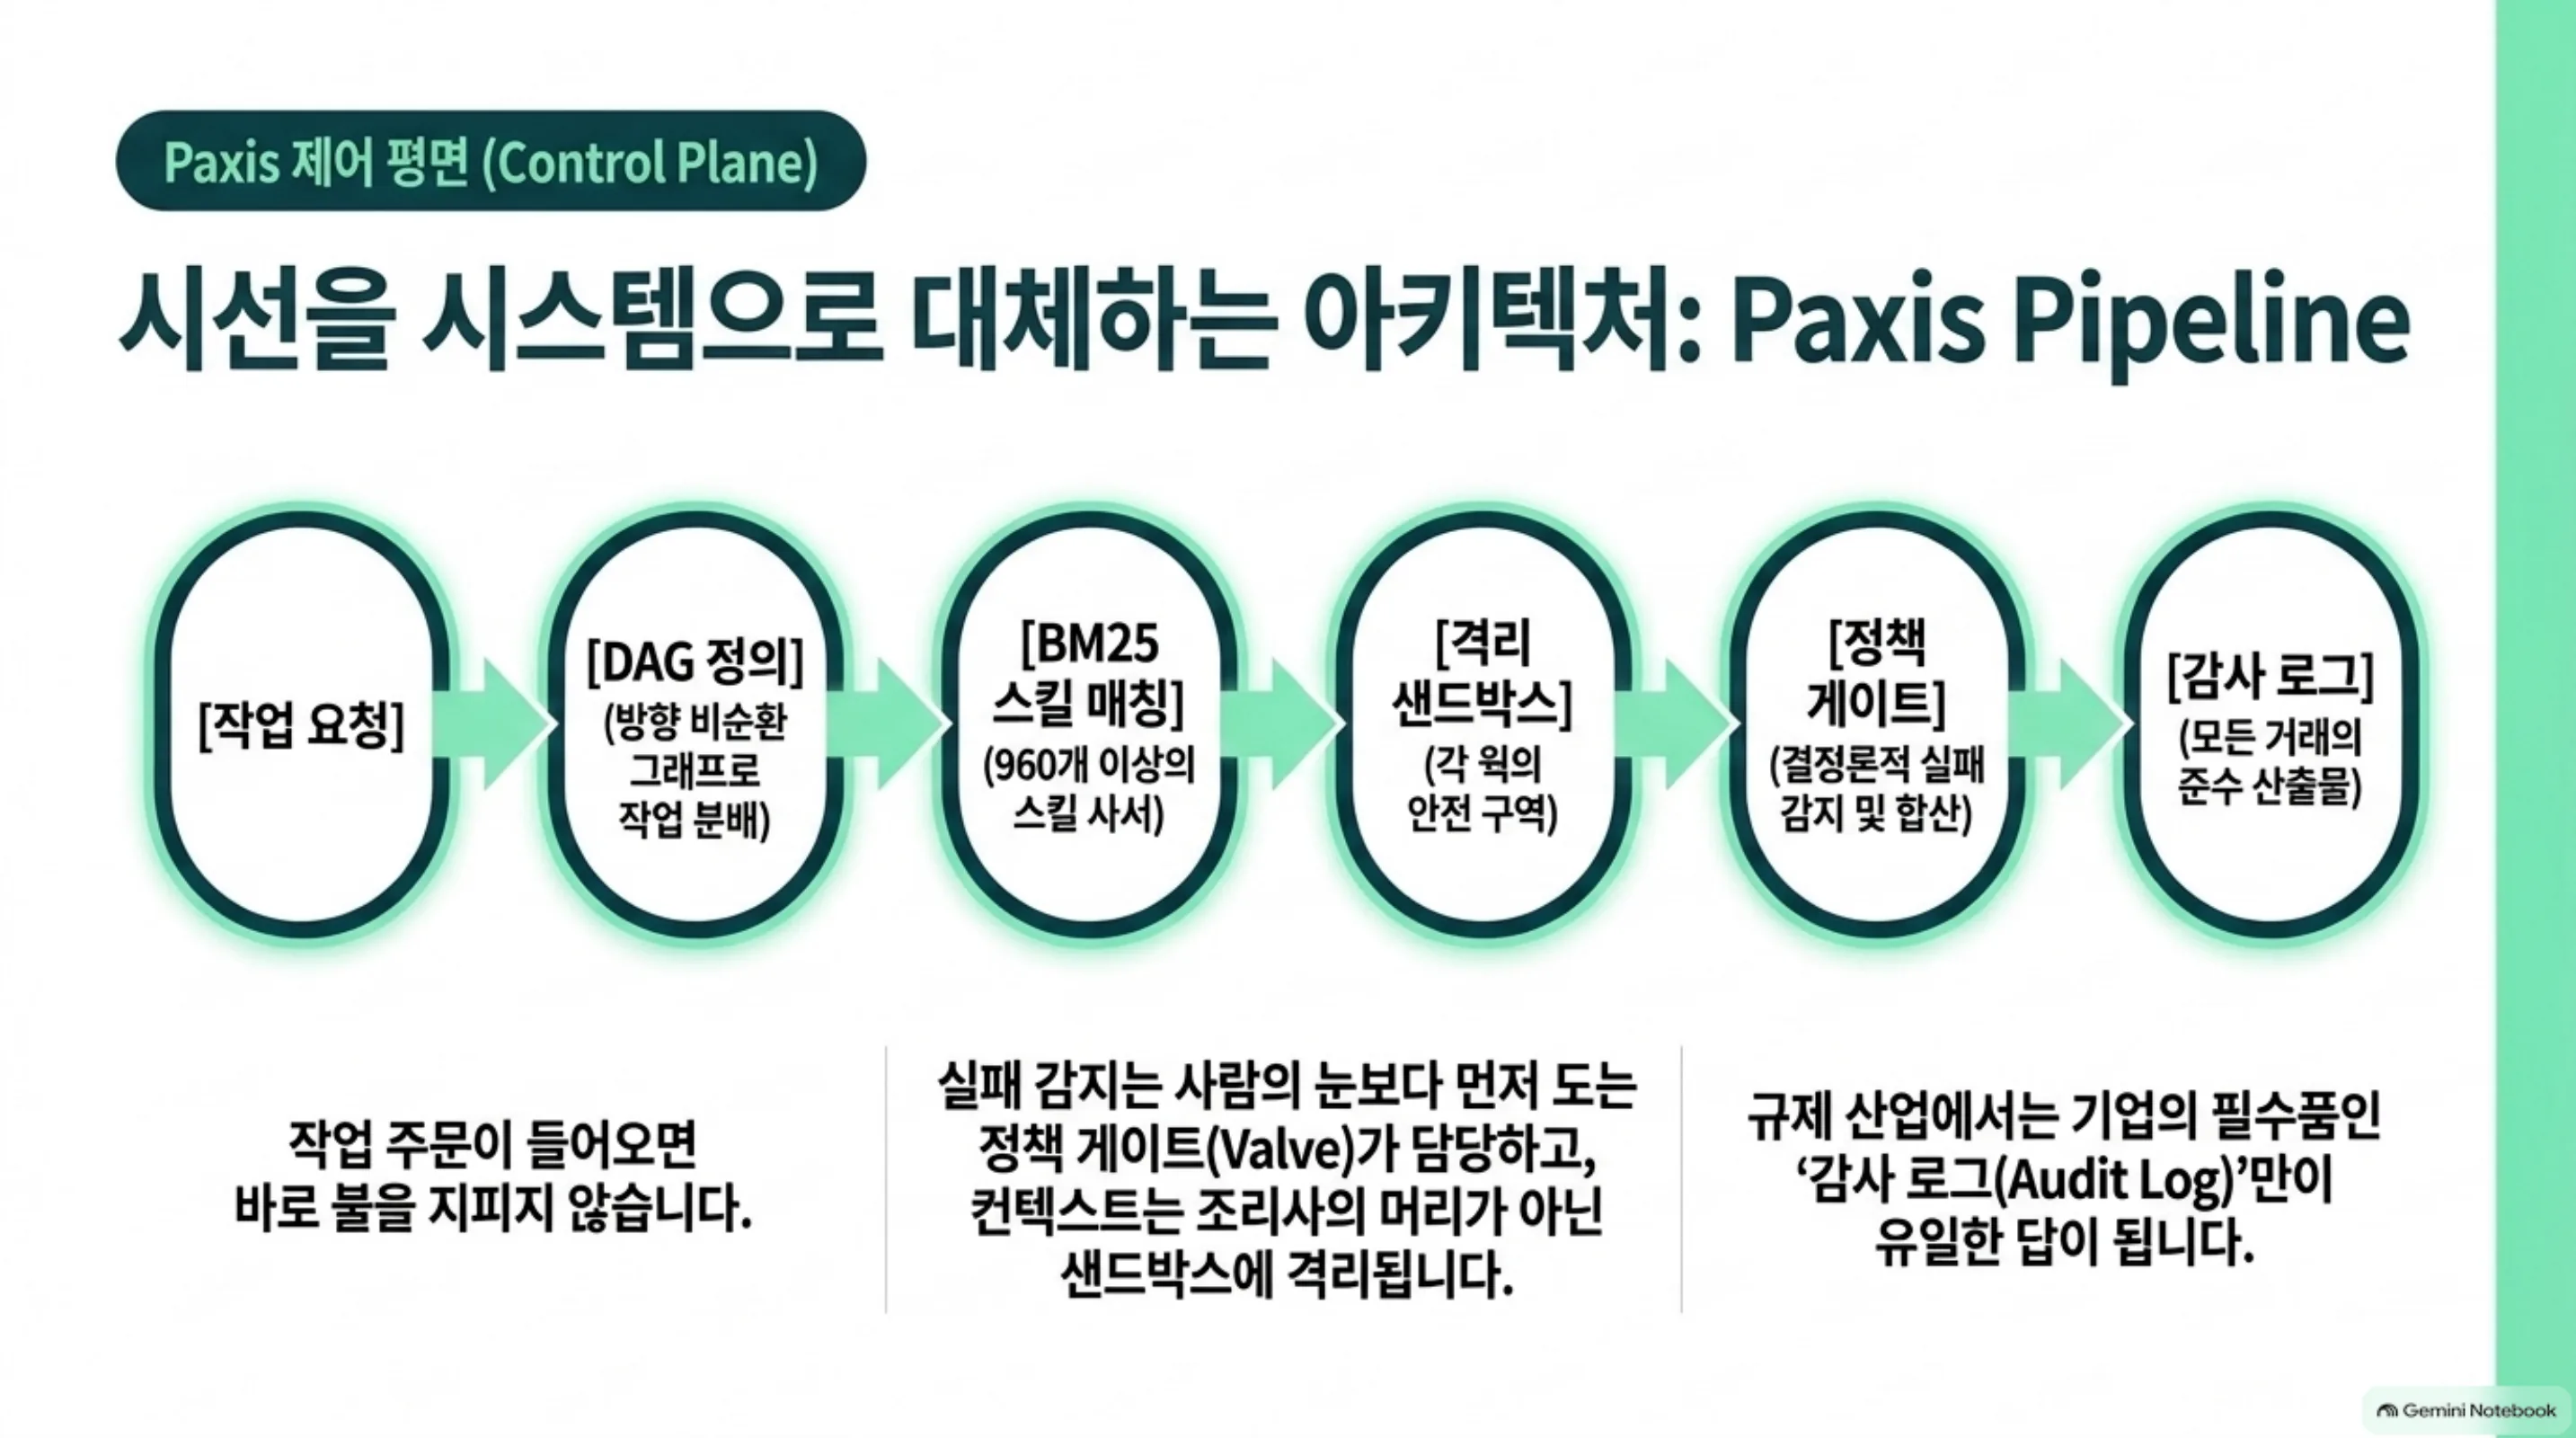 Paxis 제어 평면 (Control Plane)
시선을 시스템으로 대체하는 아키텍처: Paxis Pipeline
[작업 요청]
[DAG 정의]
(방향 비순환
그래프로
작업 분배)
[BM25
스킬 매칭]
(960개 이상의
스킬 사서)
[격리
샌드박스]
(각 웍의
안전 구역)
[정책
게이트]
(결정론적 실패
감지 및 합산)
[감사 로그]
(모든 거래의
준수 산출물)
작업 주문이 들어오면
바로 불을 지피지 않습니다.
실패 감지는 사람의 눈보다 먼저 도는
정책 게이트(Valve)가 담당하고,
컨텍스트는 조리사의 머리가 아닌
샌드박스에 격리됩니다.
규제 산업에서는 기업의 필수품인
‘감사 로그(Audit Log)’만이
유일한 답이 됩니다.
Gemini Notebook